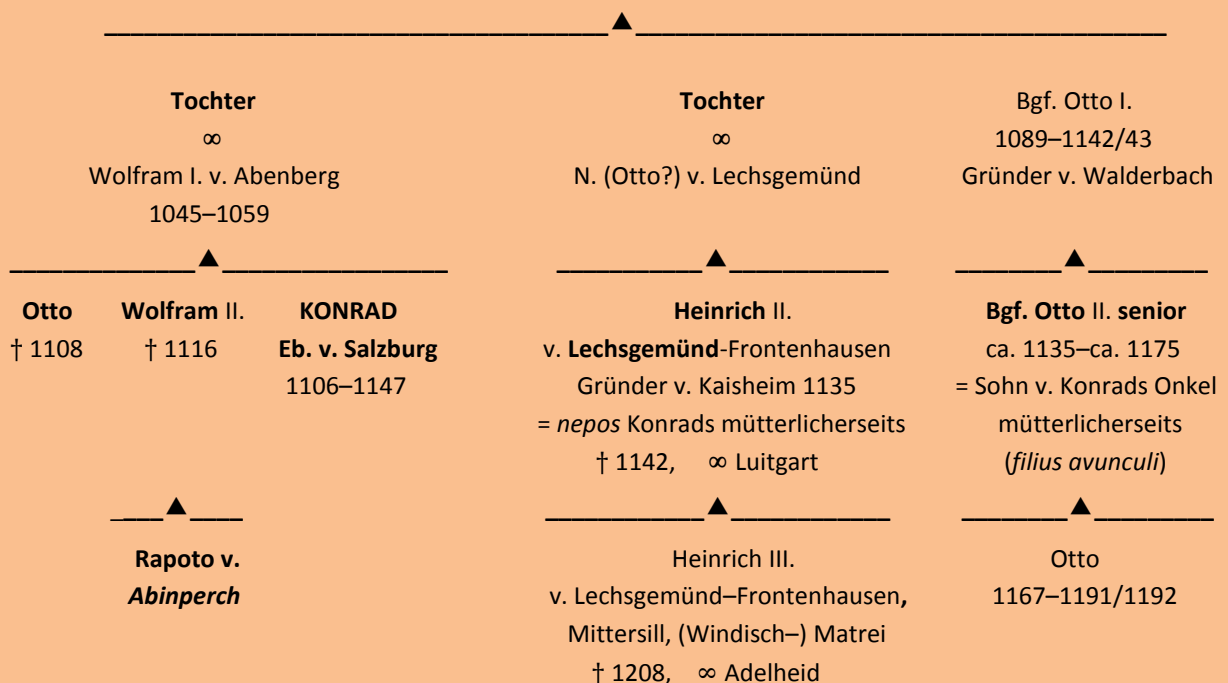 Tochter Tochter Bgf. Otto I.
∞ ∞ 1089–1142/43
Wolfram I. v. Abenberg N. (Otto?) v. Lechsgemünd Gründer v. Walderbach
1045–1059
Otto Wolfram II. KONRAD Heinrich II. Bgf. Otto II. senior
† 1108 † 1116 Eb. v. Salzburg v. Lechsgemünd-Frontenhausen ca. 1135–ca. 1175
1106–1147 Gründer v. Kaisheim 1135 = Sohn v. Konrads Onkel
= nepos Konrads mütterlicherseits mütterlicherseits
† 1142, ∞ Luitgart (filius avunculi)
Rapoto v. Heinrich III. Otto
Abinperch v. Lechsgemünd–Frontenhausen, 1167–1191/1192
Mittersill, (Windisch–) Matrei
† 1208, ∞ Adelheid